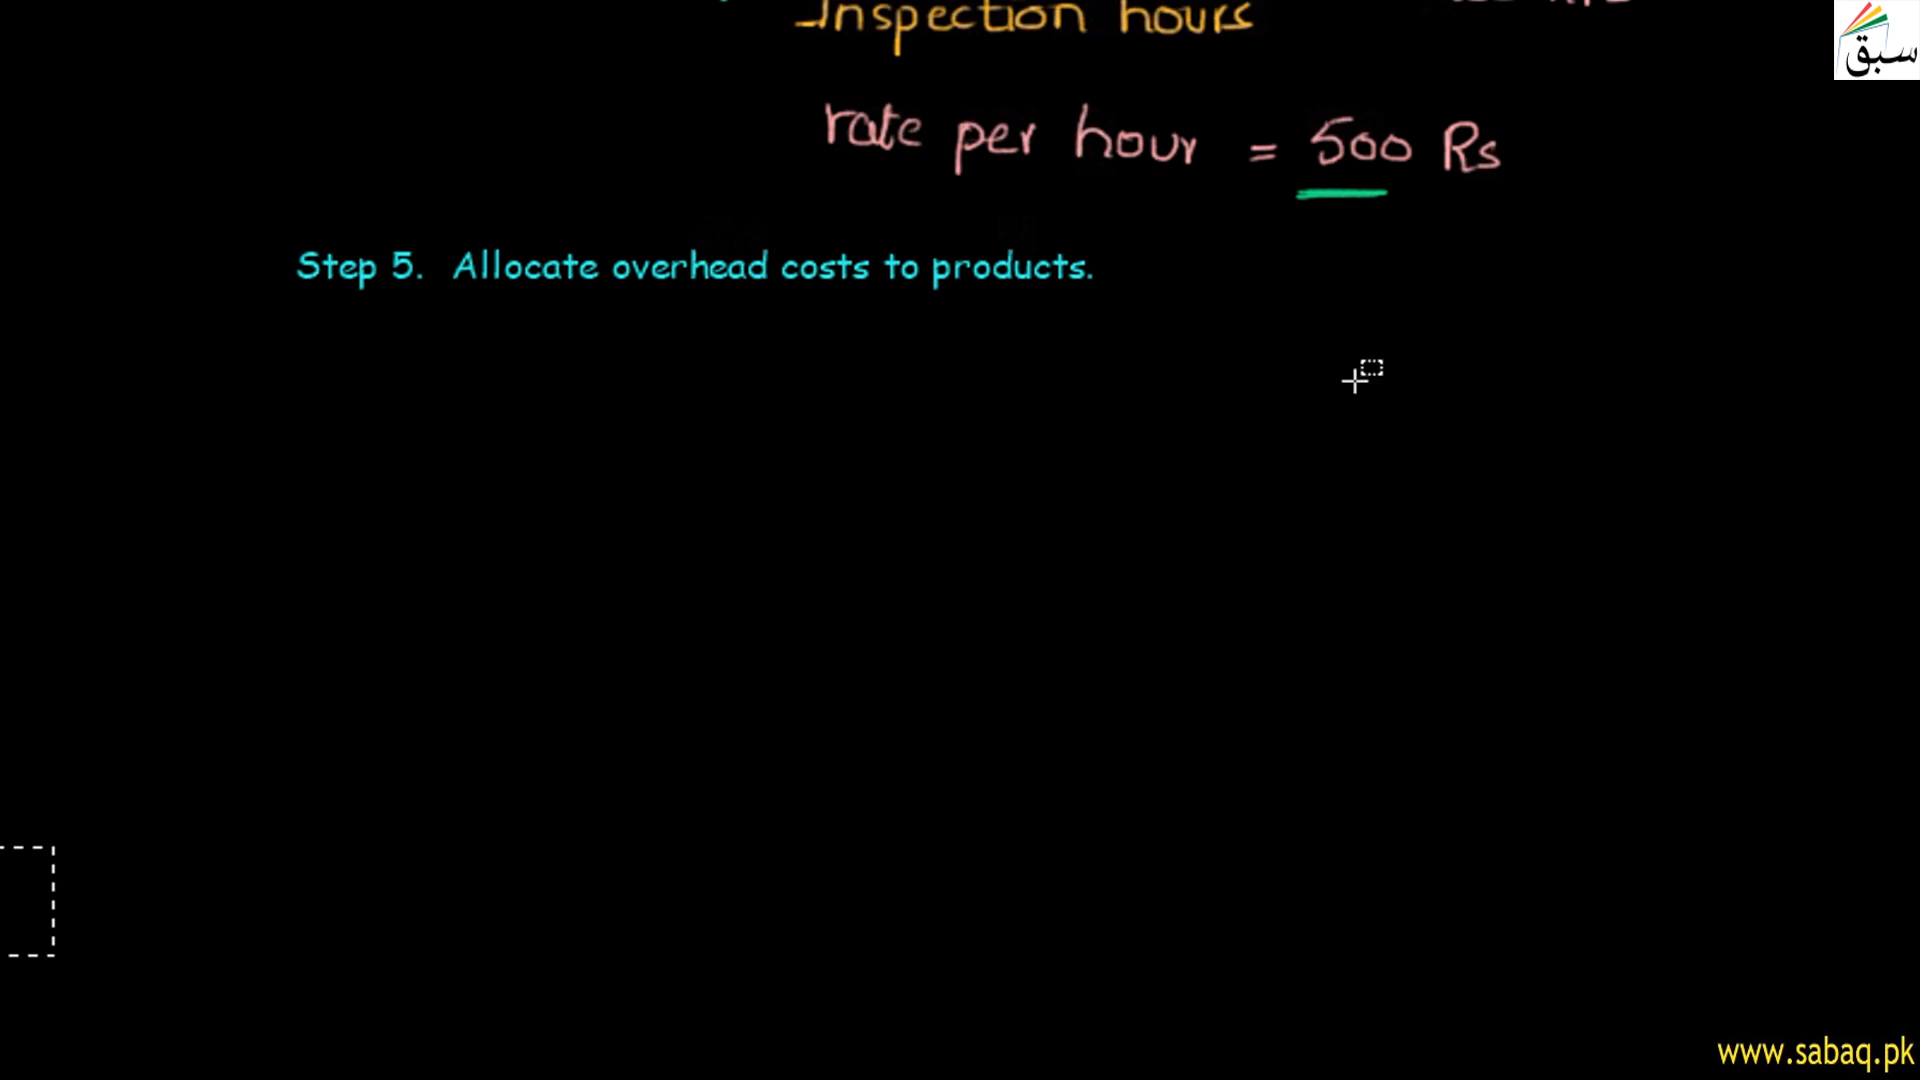 Inspection hours
سبق
rate per hour = 500 Rs
Step 5. Allocate overhead costs to products.
www.sabaq.pk